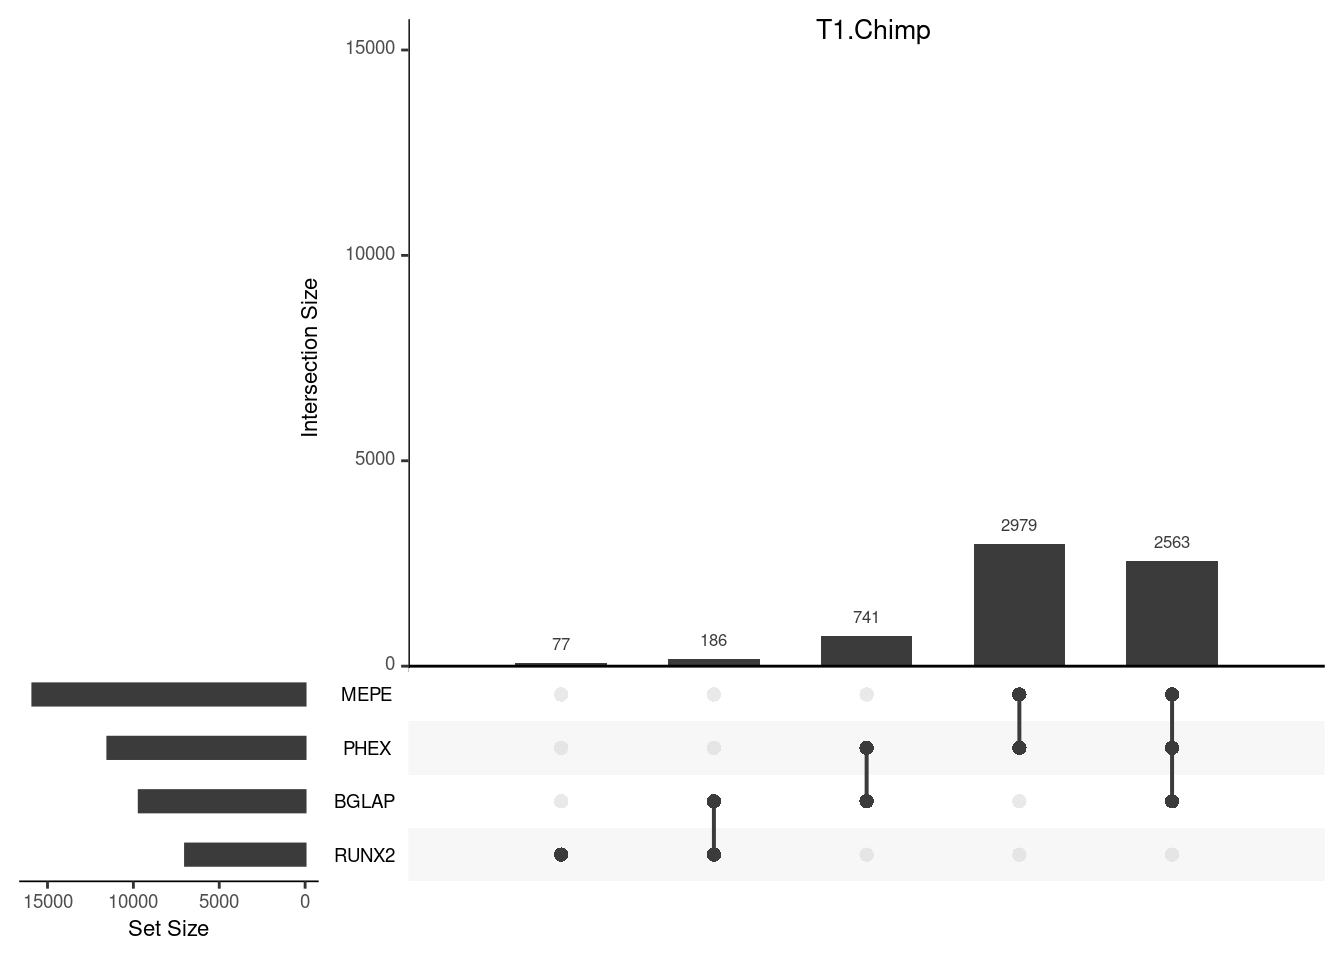 T1.Chimp
15000
10000
5000
0
Intersection Size
77
186
741
2979
2563
MEPE
PHEX
BGLAP
RUNX2
15000 10000 5000 0
Set Size